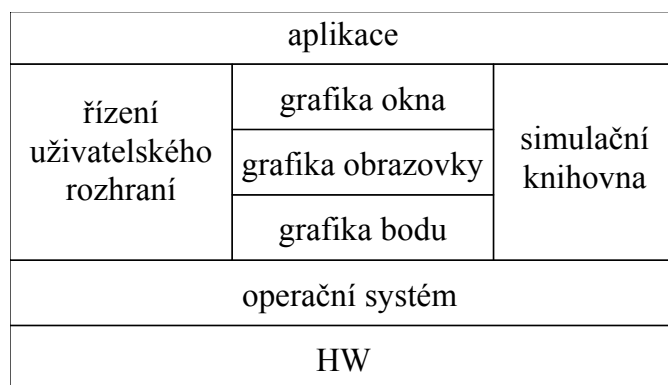 aplikace
řízení
uživatelského
rozhraní
grafika okna
grafika obrazovky
grafika bodu
simulační
knihovna
operační systém
HW